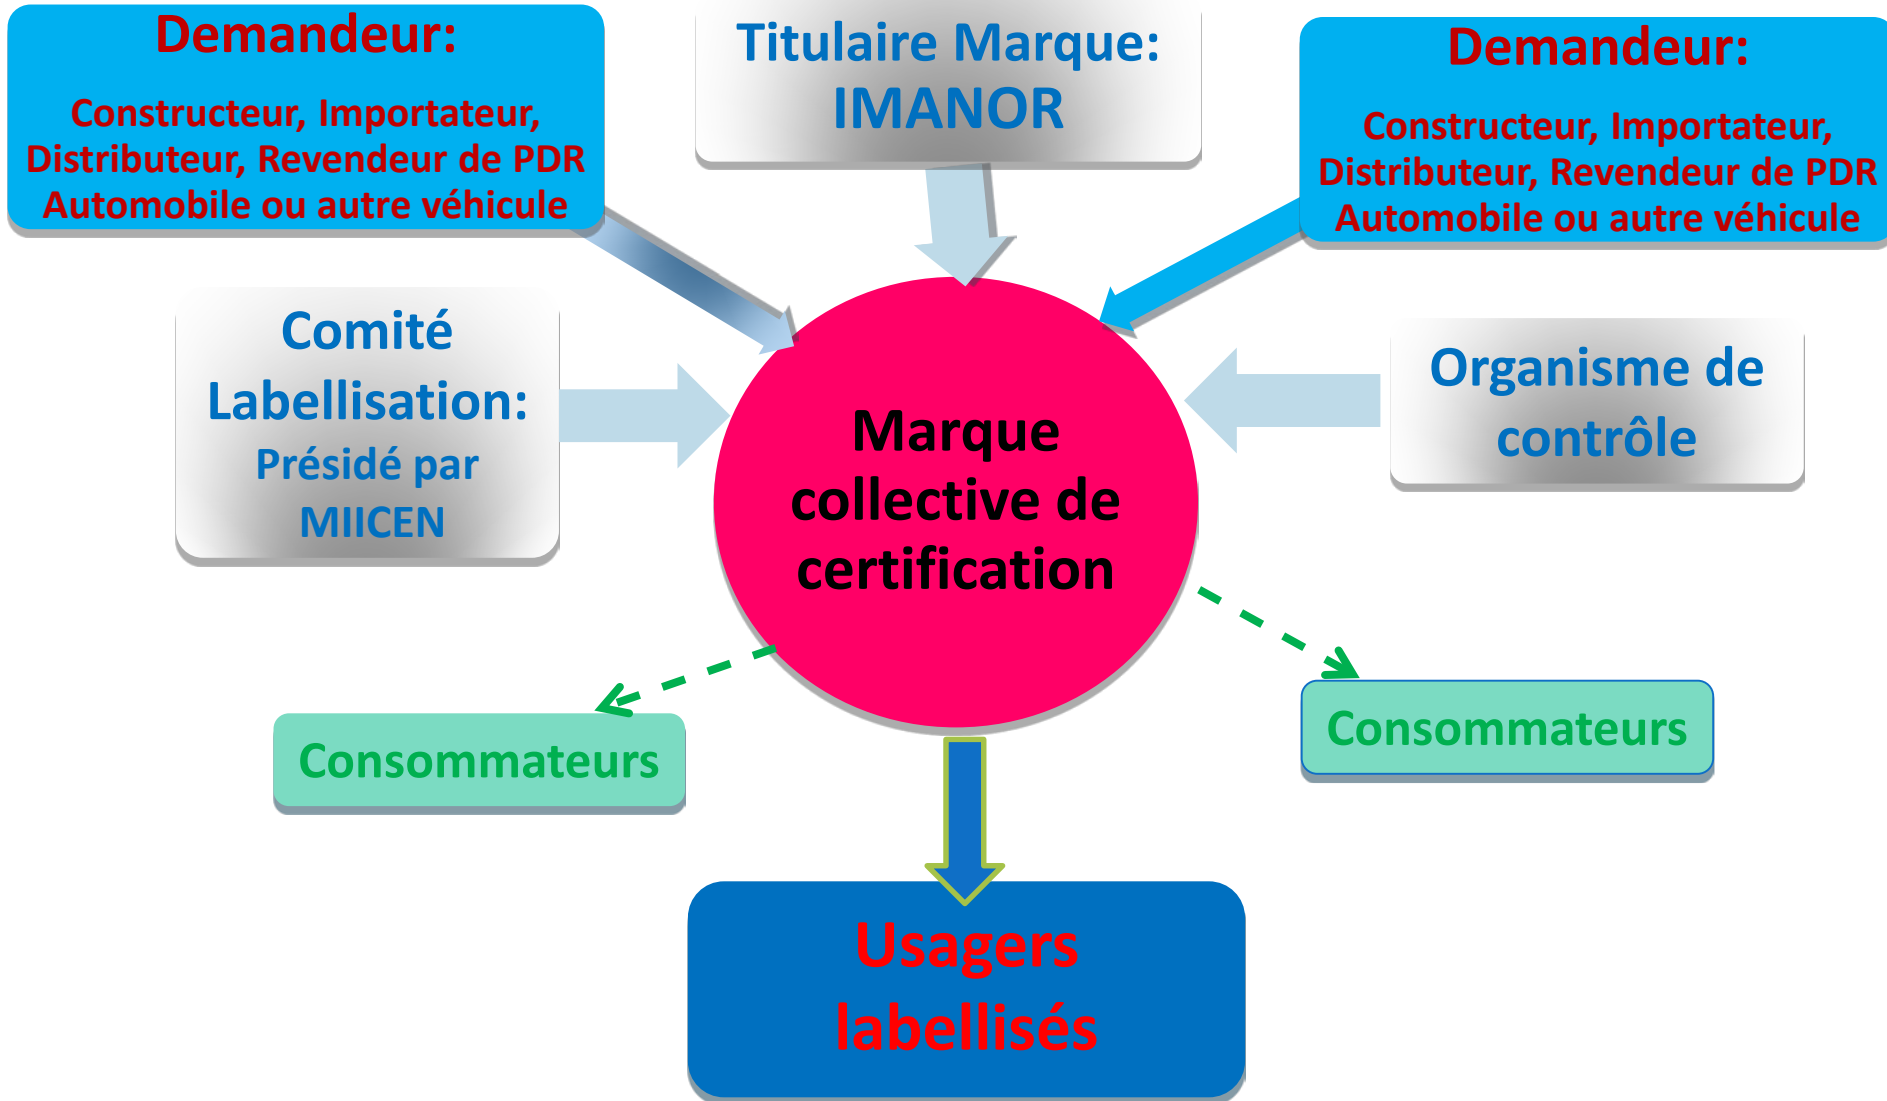 Demandeur:
Constructeur, Importateur,
Distributeur, Revendeur de PDR
Automobile ou autre véhicule
Titulaire Marque:
IMANOR
Demandeur:
Constructeur, Importateur,
Distributeur, Revendeur de PDR
Automobile ou autre véhicule
Comité
Labellisation:
Présidé par
MIICEN
Marque
collective de
certification
Organisme de
contrôle
Consommateurs
Consommateurs
Usagers
labellisés